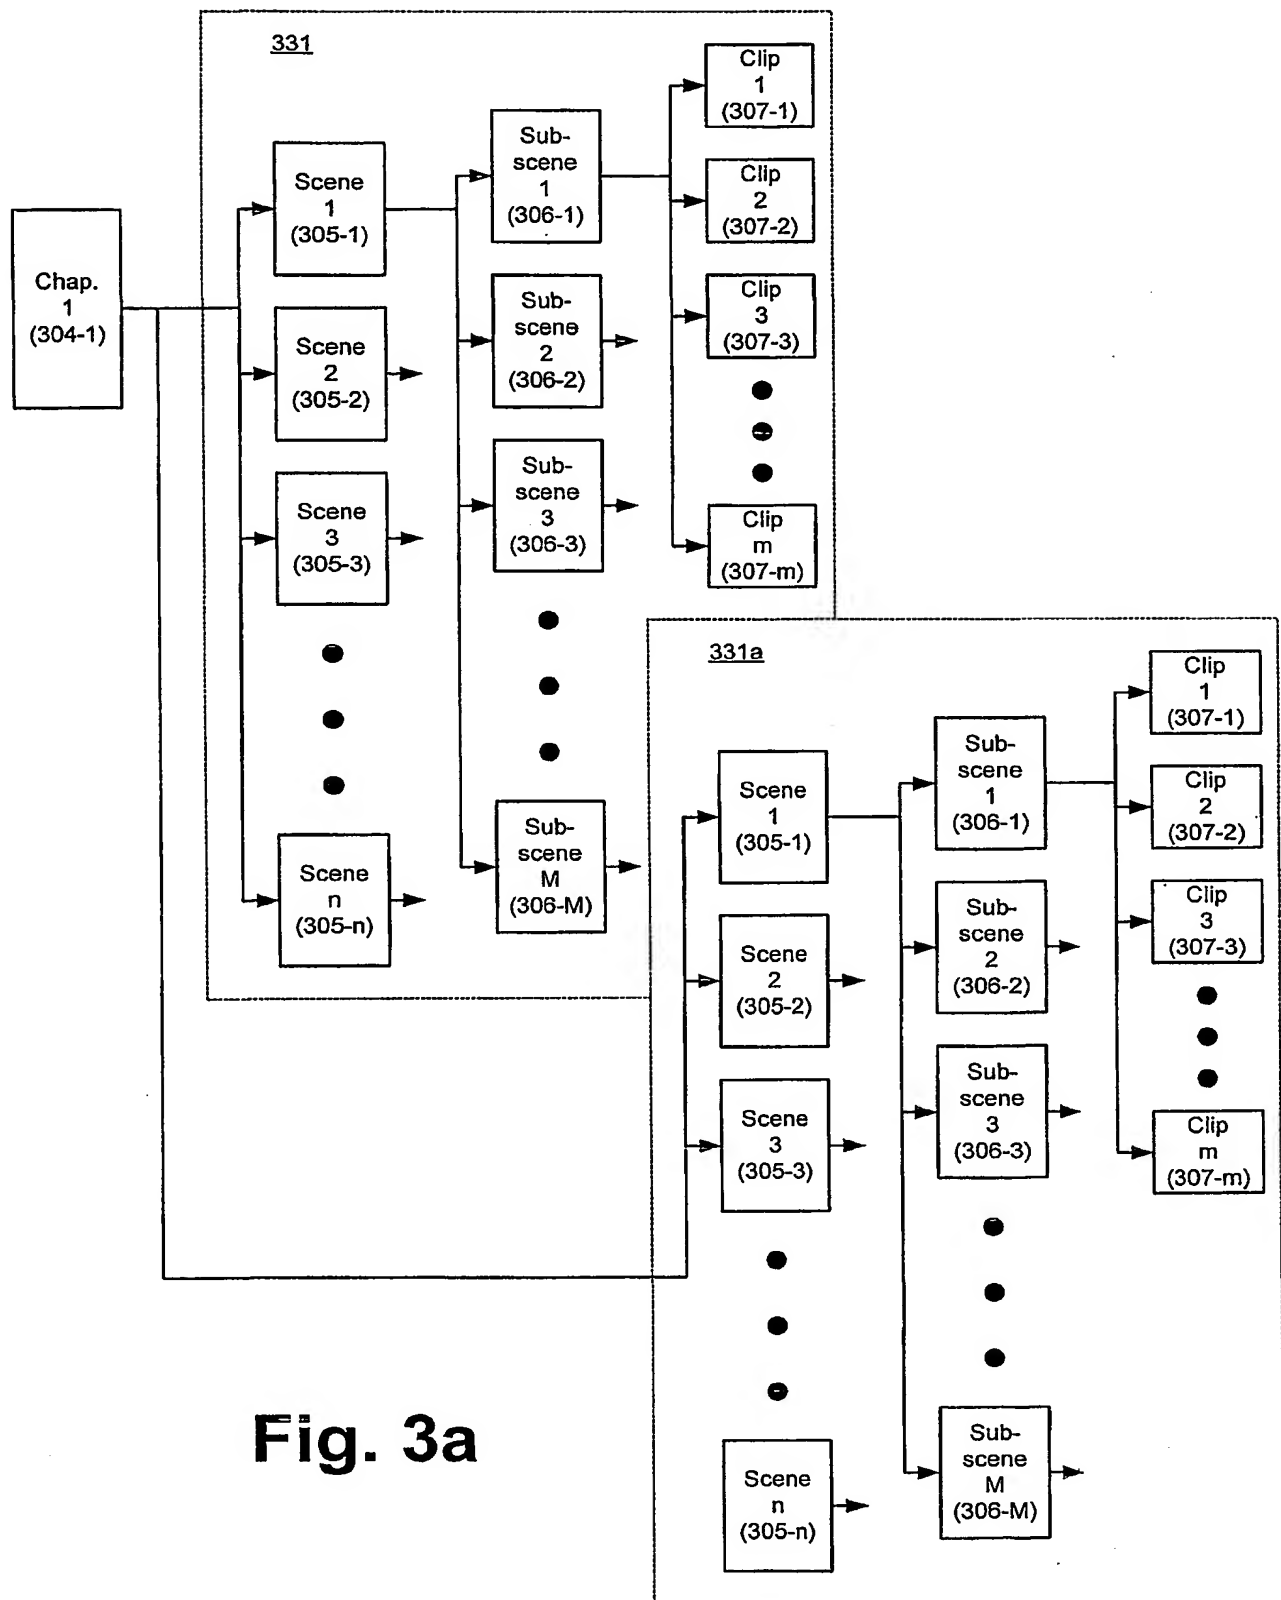 331
Chap.
1
(304-1)
Scene
1
(305-1)
Scene
2
(305-2)
Scene
3
(305-3)
Scene
n
(305-n)
Sub-
scene
1
(306-1)
Sub-
scene
2
(306-2)
Sub-
scene
3
(306-3)
Sub-
scene
M
(306-M)
Clip
1
(307-1)
Clip
2
(307-2)
Clip
3
(307-3)
Clip
m
(307-m)
331a
Scene
1
(305-1)
Scene
2
(305-2)
Scene
3
(305-3)
Scene
n
(305-n)
Sub-
scene
1
(306-1)
Sub-
scene
2
(306-2)
Sub-
scene
3
(306-3)
Sub-
scene
M
(306-M)
Clip
1
(307-1)
Clip
2
(307-2)
Clip
3
(307-3)
Clip
m
(307-m)
Fig. 3a